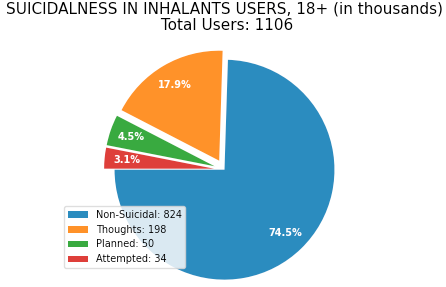 SUICIDALNESS IN INHALANTS USERS, 18+ (in thousands)
Total Users: 1106
17.9%
4.5%
3.1%
74.5%
Non-Suicidal: 824
Thoughts: 198
Planned: 50
Attempted: 34